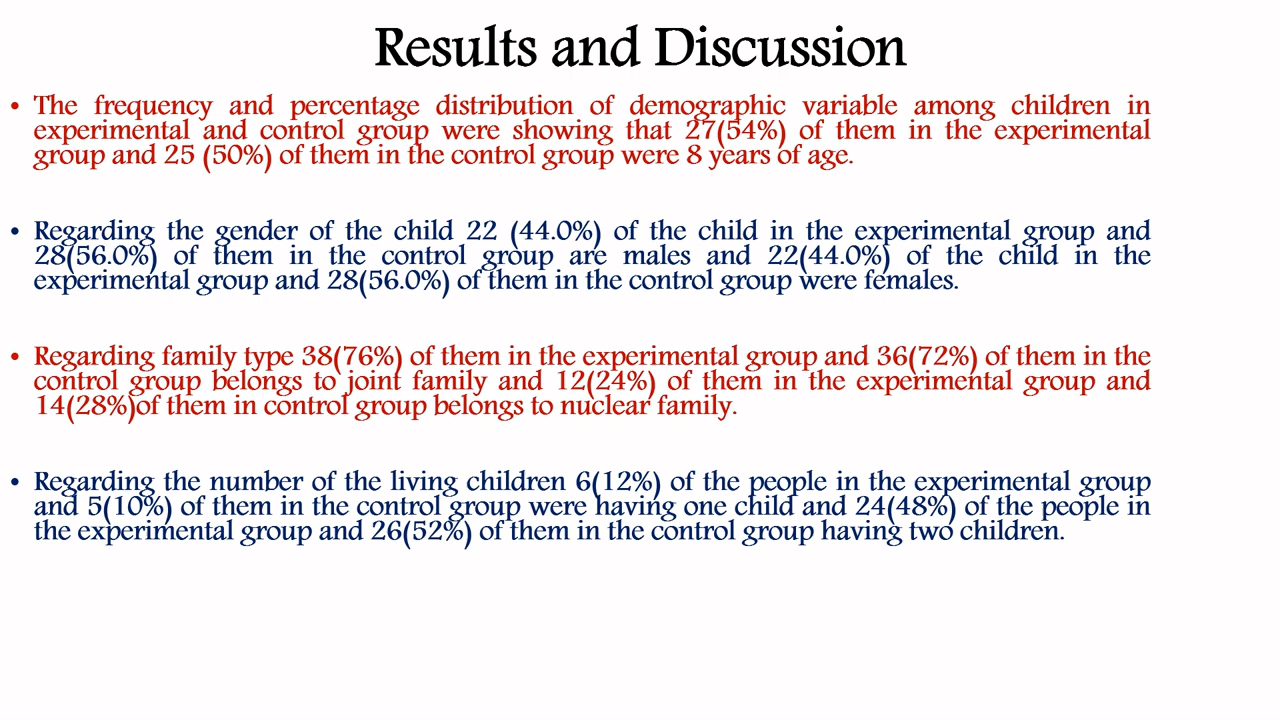 Results and Discussion
• The frequency and percentage distribution of demographic variable among children in
experimental and control group were showing that 27(54%) of them in the experimental
group and 25 (50%) of them in the control group were 8 years of age.
• Regarding the gender of the child 22 (44.0%) of the child in the experimental group and
28(56.0%) of them in the control group are males and 22(44.0%) of the child in the
experimental group and 28(56.0%) of them in the control group were females.
• Regarding family type 38(76%) of them in the experimental group and 36(72%) of them in the
control group belongs to joint family and 12(24%) of them in the experimental group and
14(28%)of them in control group belongs to nuclear family.
• Regarding the number of the living children 6(12%) of the people in the experimental group
and 5(10%) of them in the control group were having one child and 24(48%) of the people in
the experimental group and 26(52%) of them in the control group having two children.